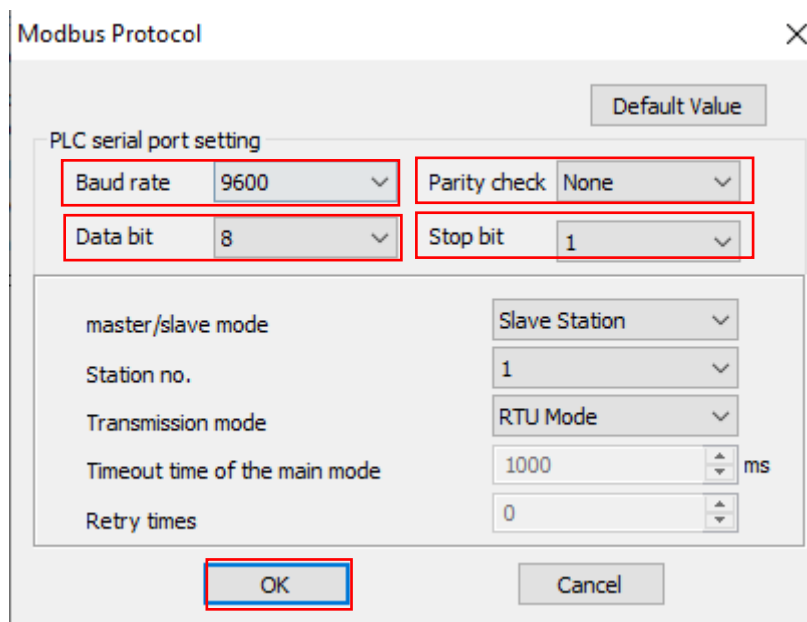 Modbus Protocol
Default Value
PLC serial port setting
Baud rate 9600 Parity check None
Data bit 8 Stop bit 1
master/slave mode Slave Station
Station no. 1
Transmission mode RTU Mode
Timeout time of the main mode 1000 ms
Retry times 0
OK Cancel